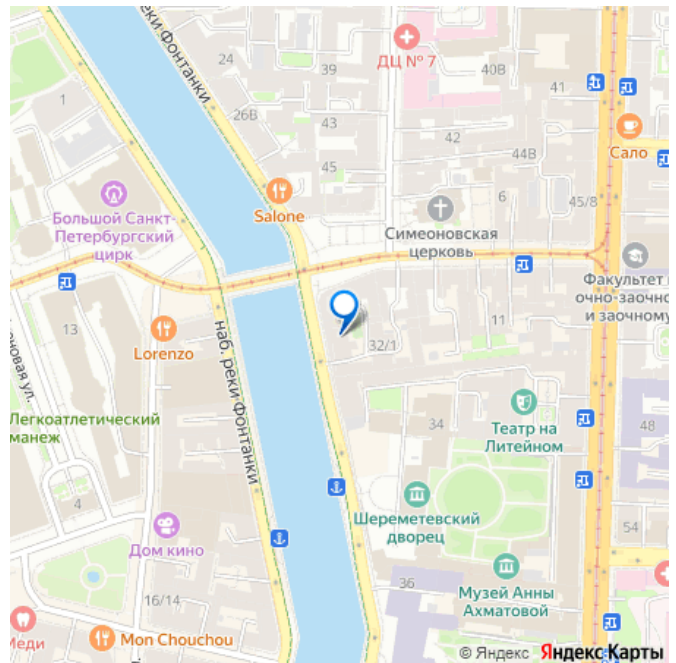 наб. реки Фонтанки
24
26В
39
ДЦ № 7
40В
41
1
43
42
44В
Сало
45
6
45/8
Salone
Симеоновская
церковь
Большой Санкт-
Петербургский
цирк
Факультет
очно-заочно
и заочному
13
Lorenzo
32/1
11
оновая ул.
наб. реки Фонтанки
Легкоатлетический
манеж
34
Театр на
Литейном
48
4
Шереметевский
дворец
Дом кино
54
36
Музей Анны
Ахматовой
16/14
Меди
Mon Chouchou
© Яндекс Яндекс Карты